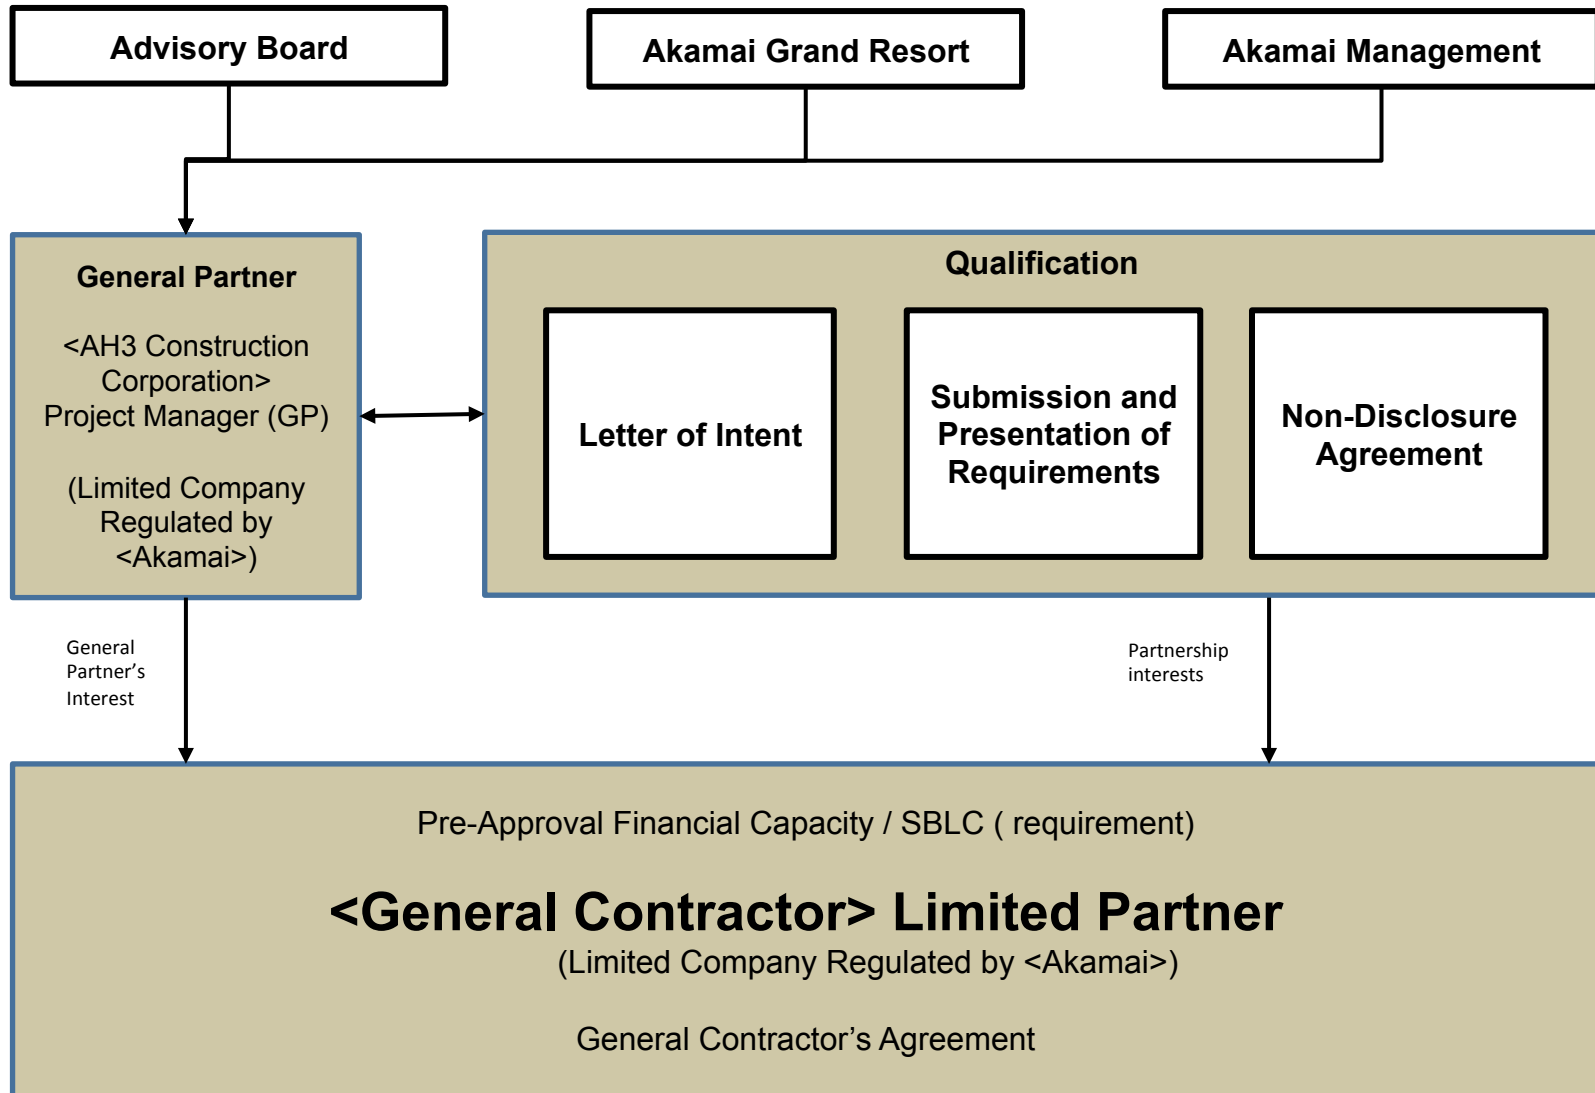 Advisory Board
Akamai Grand Resort
Akamai Management
General Partner
<AH3 Construction
Corporation>
Project Manager (GP)
(Limited Company
Regulated by
<Akamai>)
Qualification
Letter of Intent
Submission and
Presentation of
Requirements
Non-Disclosure
Agreement
General
Partner’s
Interest
Partnership
interests
Pre-Approval Financial Capacity / SBLC ( requirement)
<General Contractor> Limited Partner
(Limited Company Regulated by <Akamai>)
General Contractor’s Agreement